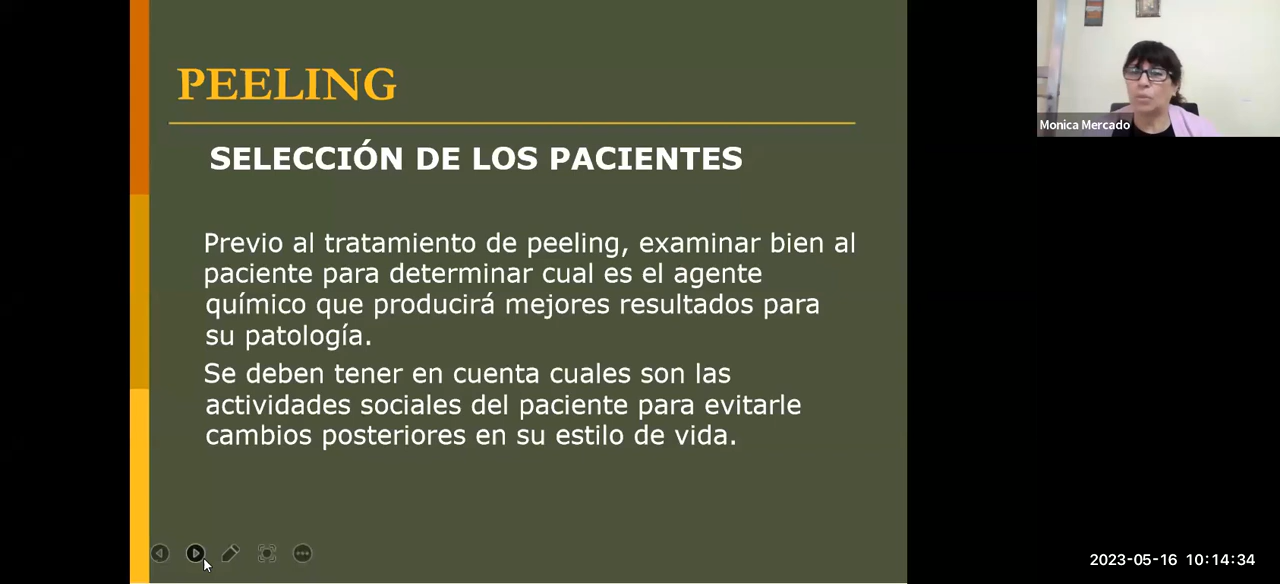 PEELING
SELECCIÓN DE LOS PACIENTES
Previo al tratamiento de peeling, examinar bien al
paciente para determinar cual es el agente
químico que producirá mejores resultados para
su patología.
Se deben tener en cuenta cuales son las
actividades sociales del paciente para evitarle
cambios posteriores en su estilo de vida.
Monica Mercado
2023-05-16 10:14:34